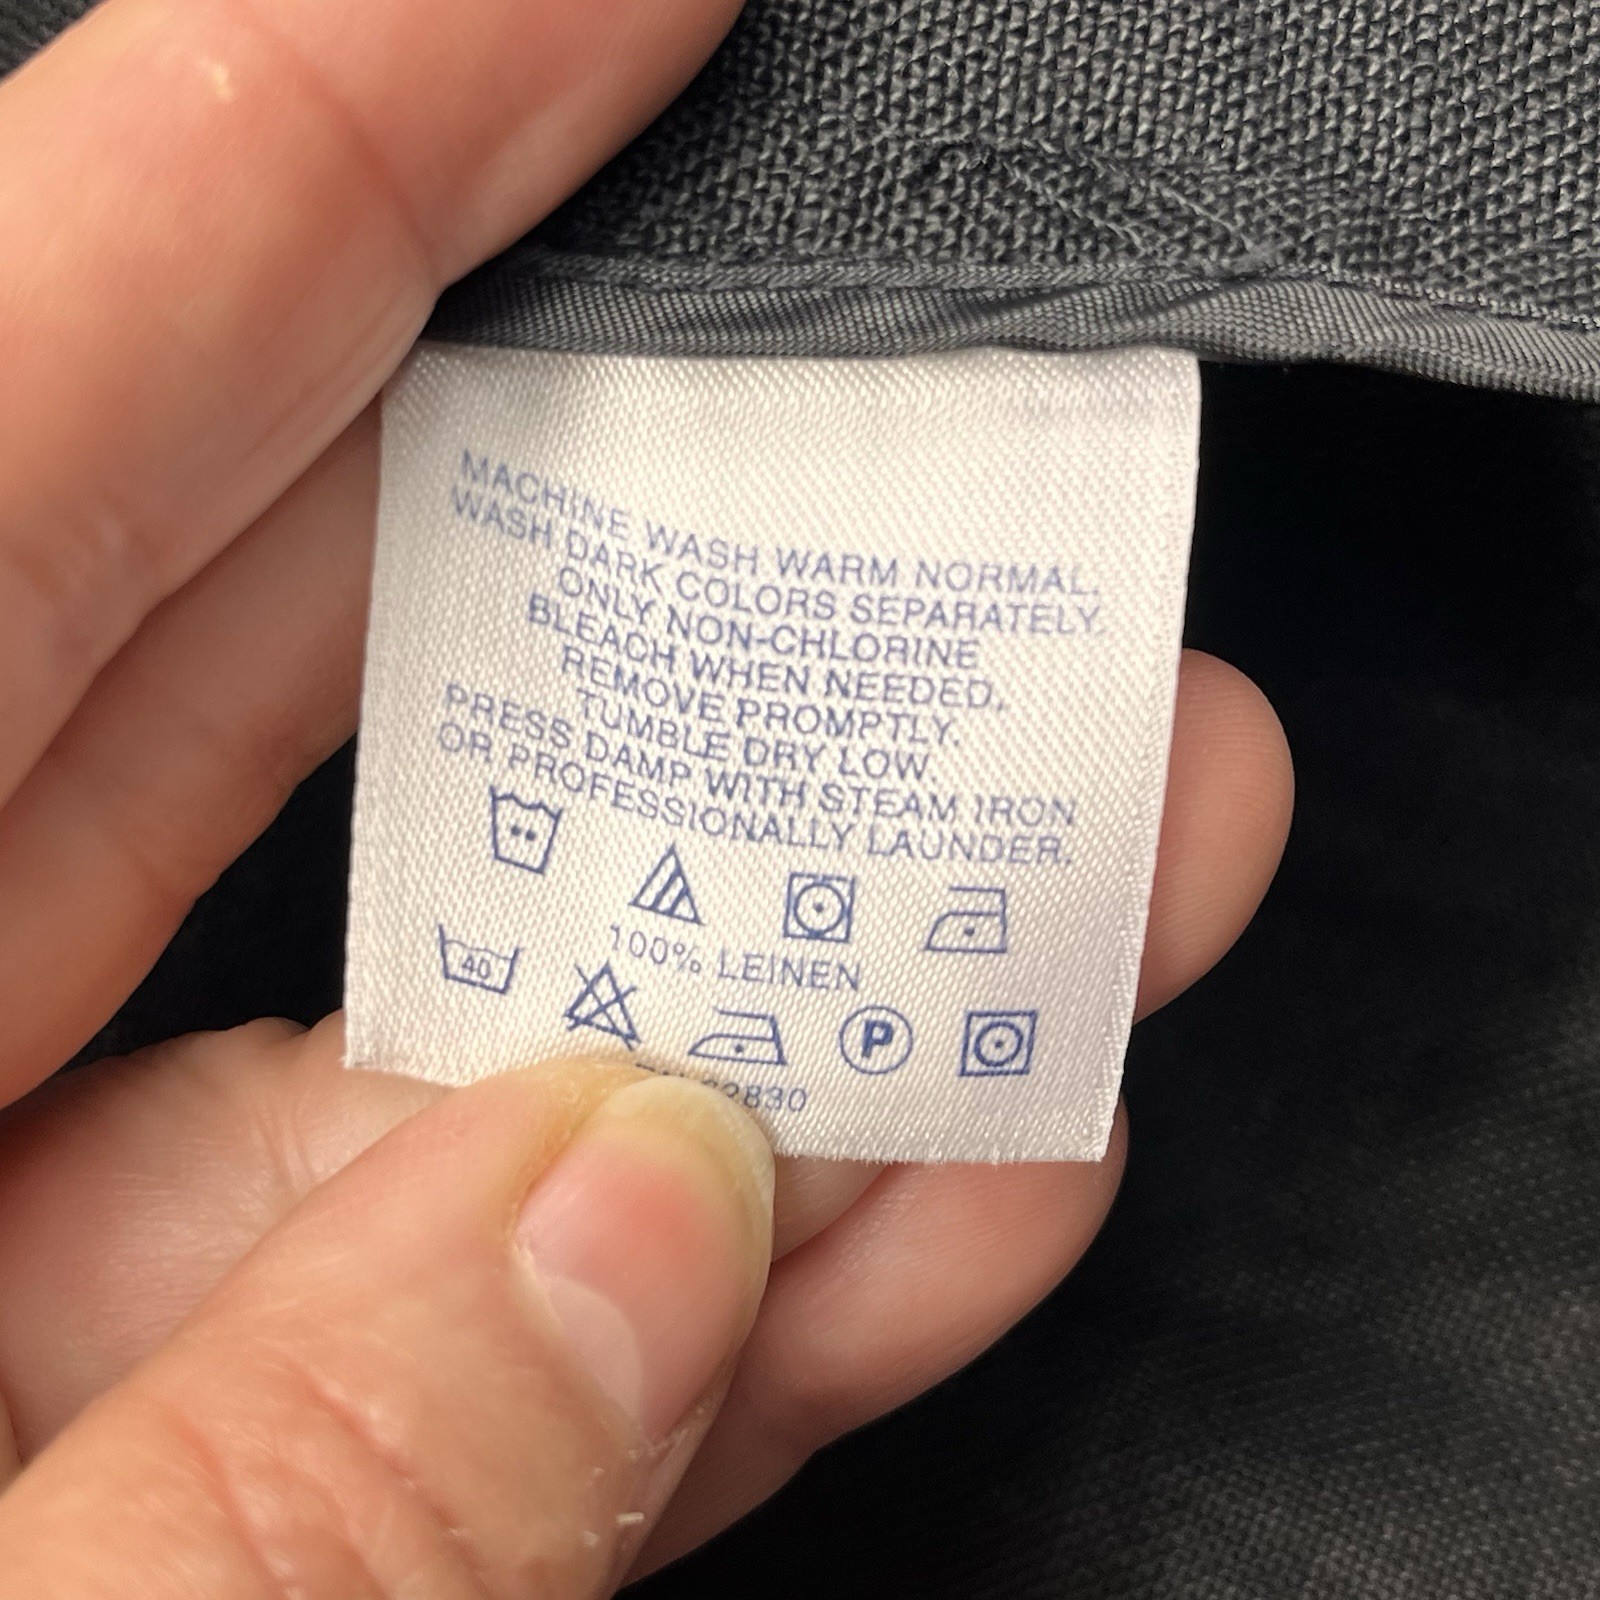 MACHINE WASH WARM NORMAL.
WASH DARK COLORS SEPARATELY.
ONLY NON-CHLORINE
BLEACH WHEN NEEDED.
REMOVE PROMPTLY.
TUMBLE DRY LOW.
PRESS DAMP WITH STEAM IRON
OR PROFESSIONALLY LAUNDER.
100% LEINEN
40
P